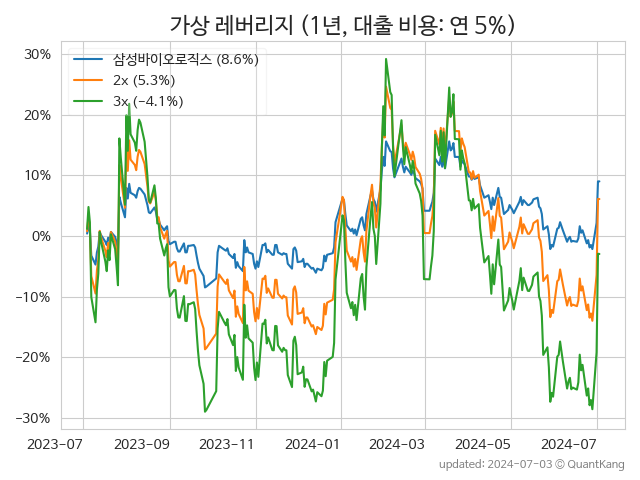 가상 레버리지 (1년, 대출 비용: 연 5%)
30%
20%
10%
0%
−10%
−20%
−30%
삼성바이오로직스 (8.6%)
2x (5.3%)
3x (−4.1%)
2023-07
2023-09
2023-11
2024-01
2024-03
2024-05
2024-07
updated: 2024-07-03 ⓒ QuantKang